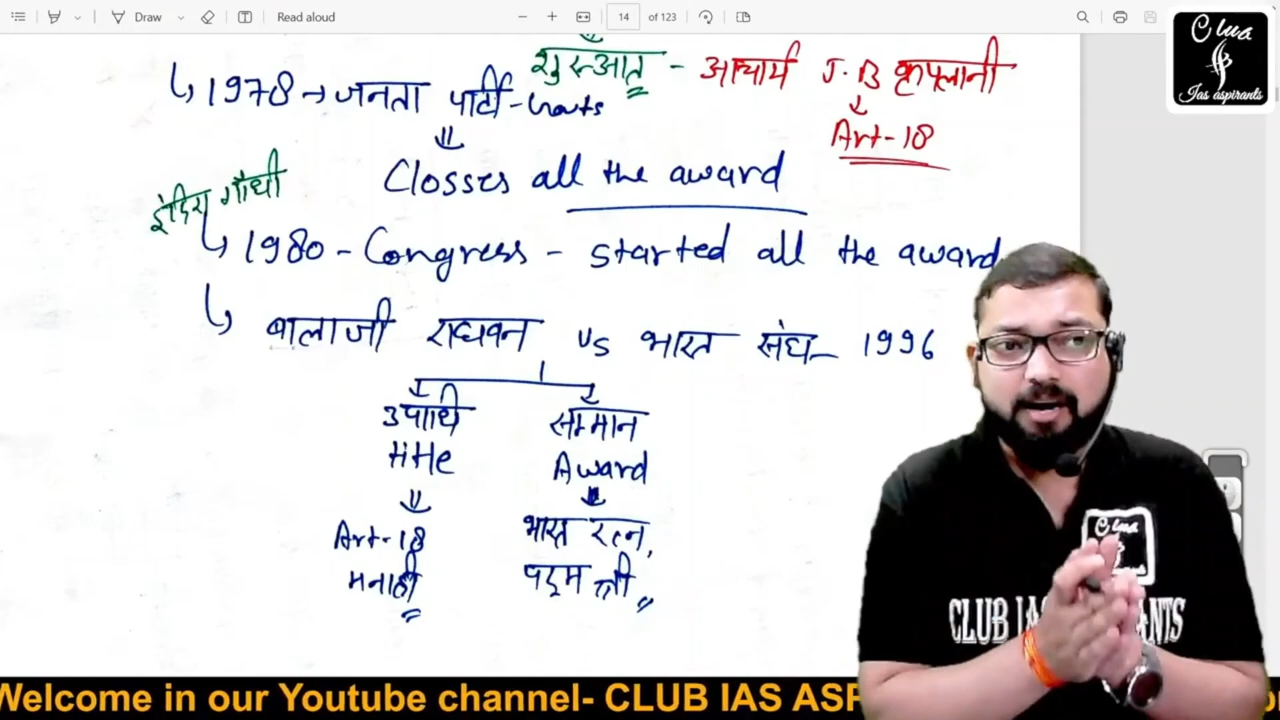 Draw
Read aloud
14
of 123
Club
Ias aspirants
शुरुआत - आचार्य J.B कृपलानी
Art-18
1978 → जनता पार्टी - Govts
Closses all the award
इंदिरा गाँधी
1980 - Congress - started all the award
बालाजी राघवन vs भारत संघ - 1996
उपाधि सम्मान
title Award
Art-18 भारत रत्न,
मनाही पद्म श्री
CLUB IA ANTS
Welcome in our Youtube channel- CLUB IAS ASP